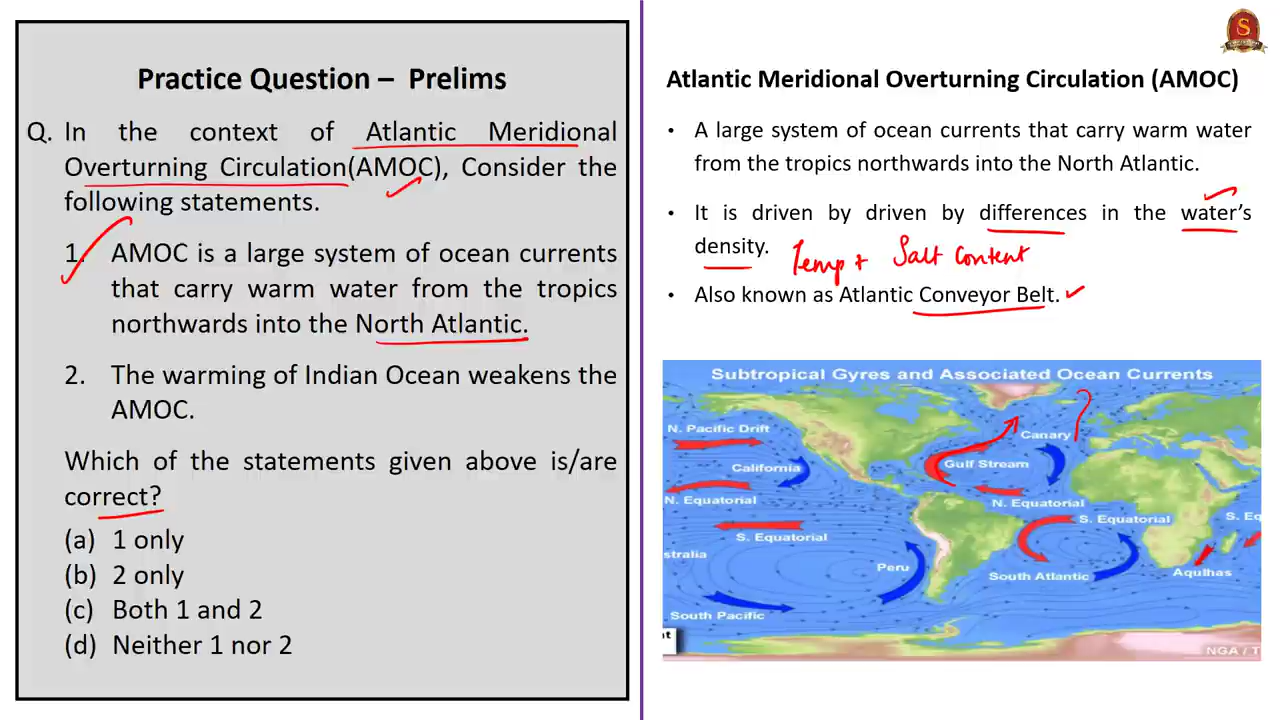 Practice Question – Prelims
Q. In the context of Atlantic Meridional
Overturning Circulation(AMOC), Consider the
following statements.
1. AMOC is a large system of ocean currents
that carry warm water from the tropics
northwards into the North Atlantic.
2. The warming of Indian Ocean weakens the
AMOC.
Which of the statements given above is/are
correct?
(a) 1 only
(b) 2 only
(c) Both 1 and 2
(d) Neither 1 nor 2
S
Atlantic Meridional Overturning Circulation (AMOC)
• A large system of ocean currents that carry warm water
from the tropics northwards into the North Atlantic.
• It is driven by driven by differences in the water's
density. Temp + Salt Content
• Also known as Atlantic Conveyor Belt.
Subtropical Gyres and Associated Ocean Currents
N. Pacific Drift
Canary
California
Gulf Stream
N. Equatorial
N. Equatorial
S. Equatorial
S. Eq
S. Equatorial
stralia
Peru
South Atlantic
Aqulhas
South Pacific
nt
NGA / T